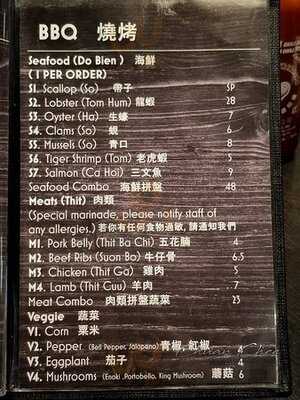 BBQ 燒烤
Seafood (Do Bien) 海鮮
(1 PER ORDER)
S1. Scallop (So) 帶子 SP
S2. Lobster (Tom Hum) 龍蝦 28
S3. Oyster (Ha) 生蠔 7
S4. Clams (So) 蜆 6
S5. Mussels (So) 青口 8
S6. Tiger Shrimp (Tom) 老虎蝦 5
S7. Salmon (Ca Hoi) 三文魚 9
Seafood Combo 海鮮拼盤 48
Meats (Thit) 肉類
(Special marinade, please notify staff of
any allergies.) 若你有任何食物過敏, 請通知我們
M1. Pork Belly (Thit Ba Chi) 五花腩 4
M2. Beef Ribs (Suon Bo) 牛仔骨 6.5
M3. Chicken (Thit Ga) 雞肉 5
M4. Lamb (Thit Cuu) 羊肉 7
Meat Combo 肉類拼盤蔬菜 23
Veggie 蔬菜
V1. Corn 粟米
V2. Pepper (Bell Pepper, Jalapano) 青椒, 紅椒 4
V3. Eggplant 茄子 4
V4. Mushrooms (Enoki, Portobello, King Mushroom) 蘑菇 6